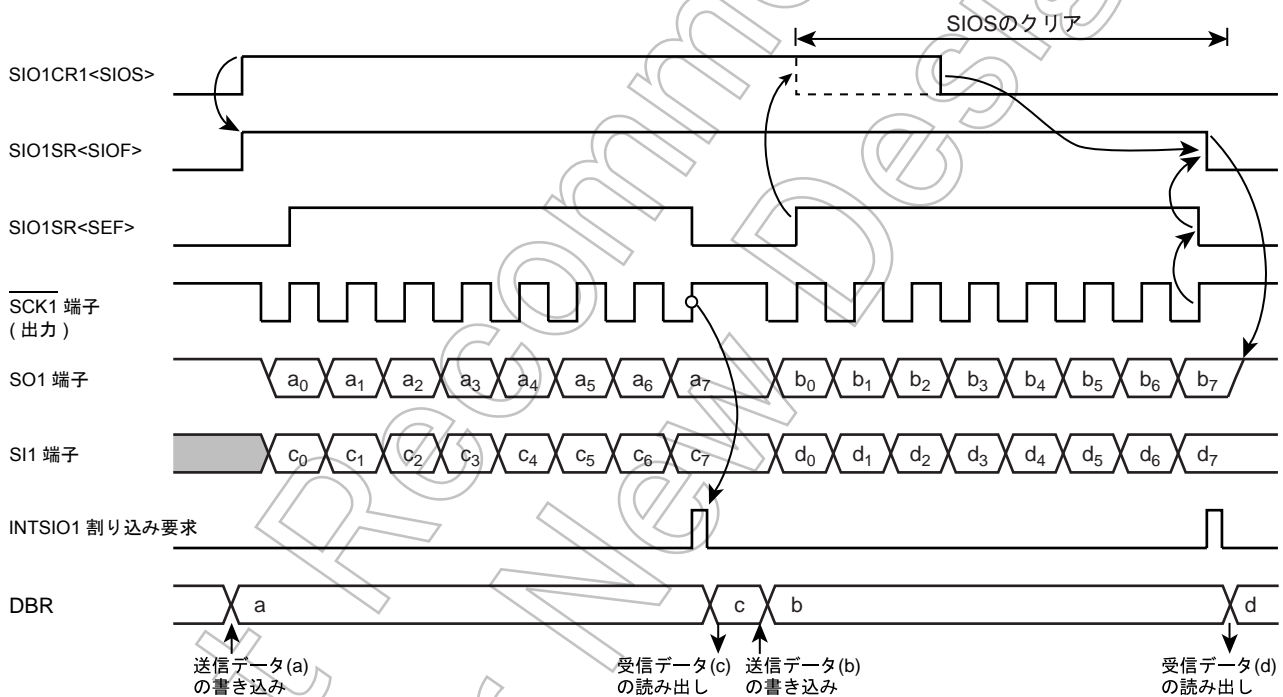 SIOSのクリア
SIO1CR1<SIOS>
SIO1SR<SIOF>
SIO1SR<SEF>
SCK1 端子
( 出力 )
SO1 端子
a0 a1 a2 a3 a4 a5 a6 a7 b0 b1 b2 b3 b4 b5 b6 b7
SI1 端子
c0 c1 c2 c3 c4 c5 c6 c7 d0 d1 d2 d3 d4 d5 d6 d7
INTSIO1 割り込み要求
DBR
a c b d
送信データ(a)
の書き込み
受信データ(c)
の読み出し
送信データ(b)
の書き込み
受信データ(d)
の読み出し